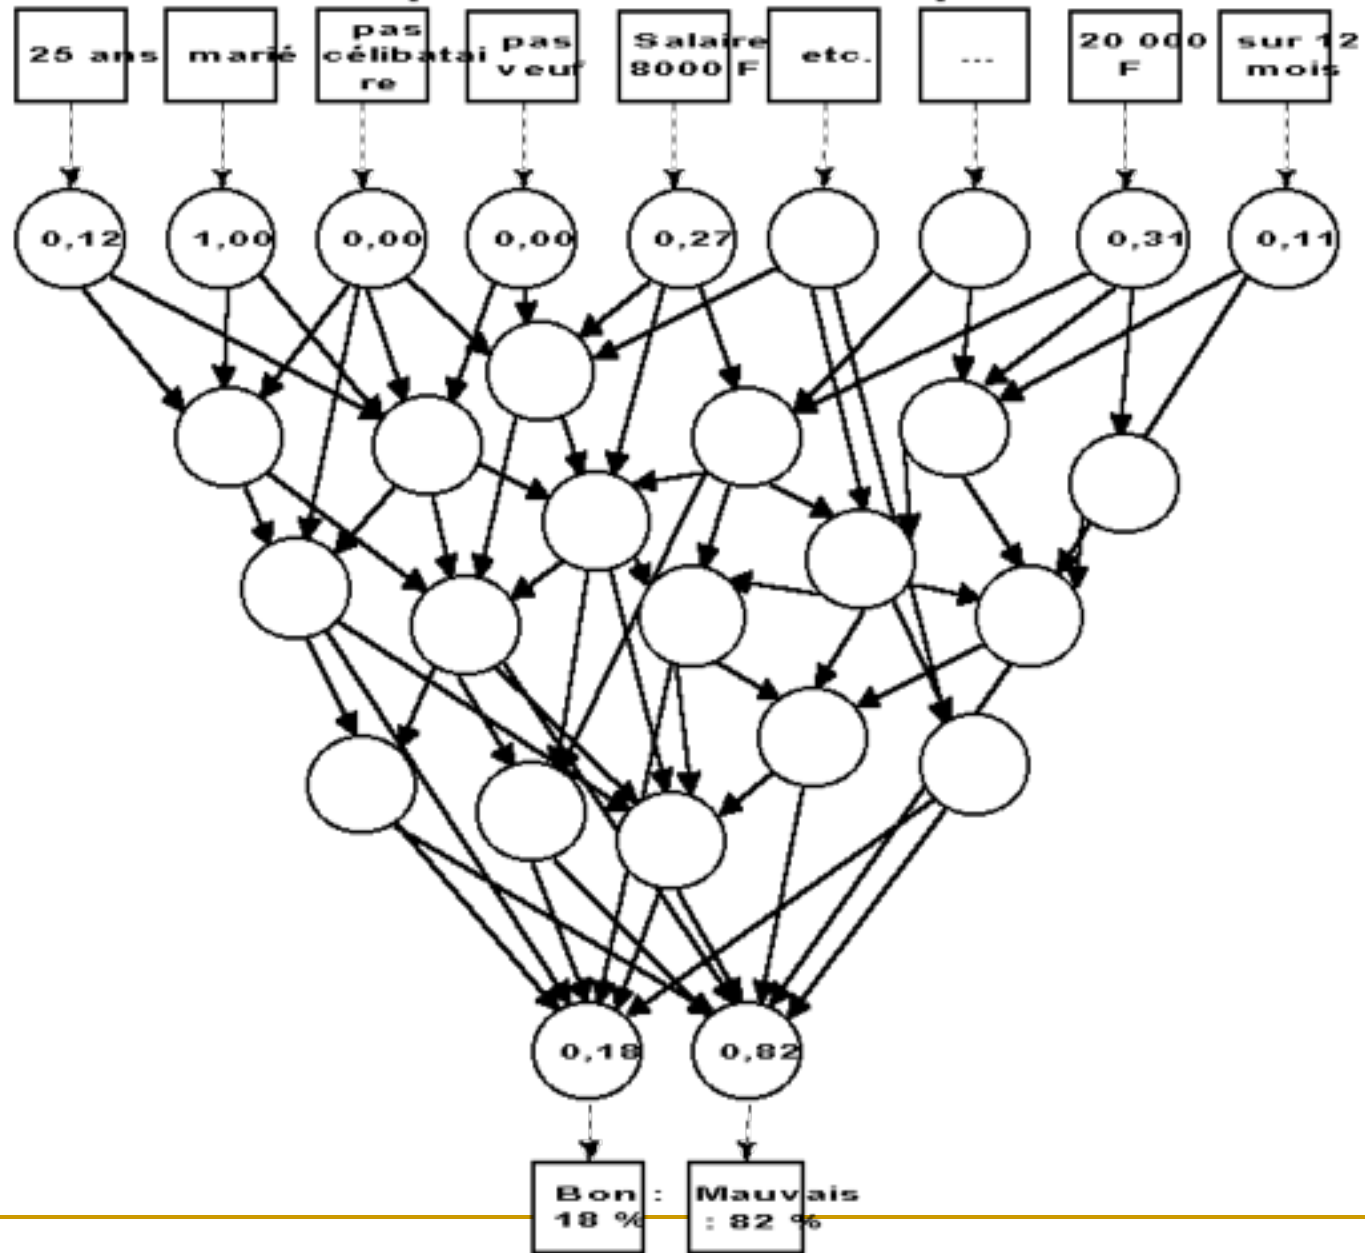 25 ans
marié
pas
célibatai
re
pas
veuf
Salaire
8000 F
etc.
...
20 000
F
sur 12
mois
0,12
1,00
0,00
0,00
0,27
0,31
0,11
0,18
0,82
Bon :
18 %
Mauvais
: 82 %